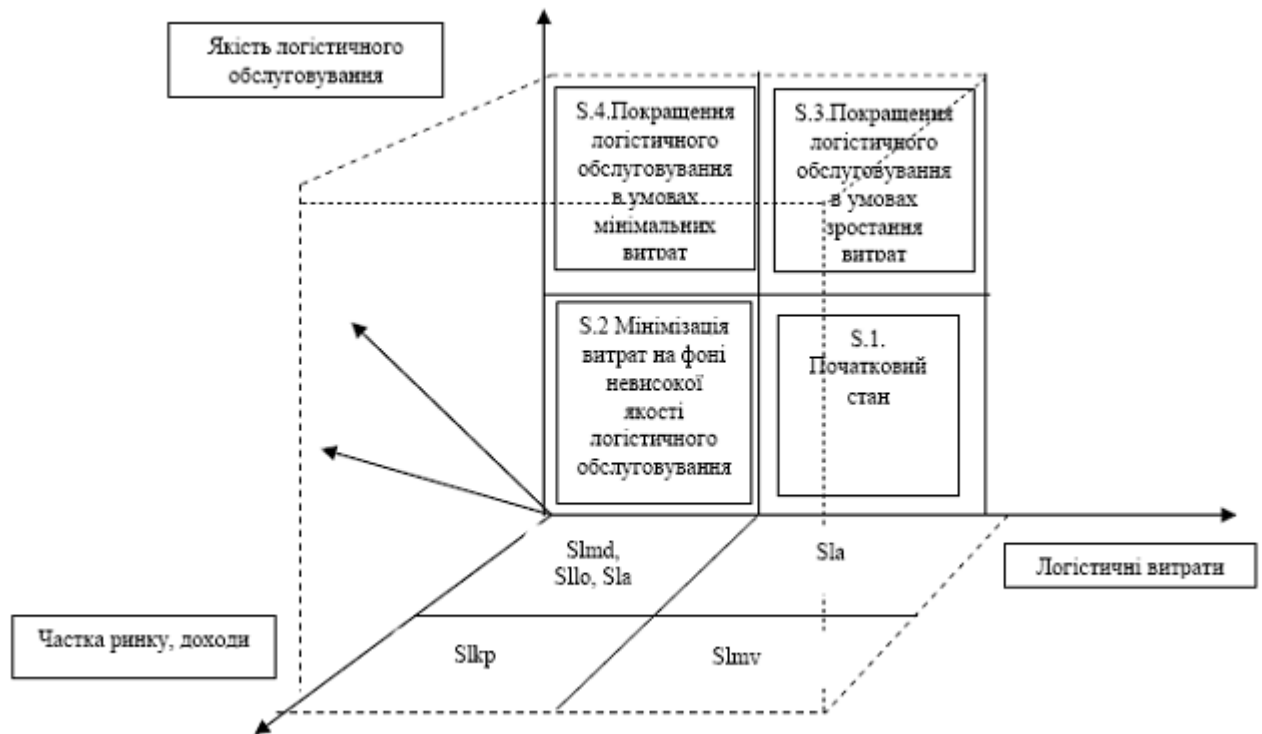 Якість логістичного
обслуговування
S.4.Покращення
логістичного
обслуговування
в умовах
мінімальних
витрат
S.3.Покращення
логістичного
обслуговування
в умовах
зростання
витрат
S.2 Мінімізація
витрат на фоні
невисокої
якості
логістичного
обслуговування
S.1.
Початковий
стан
Slmd,
Sllo, Sla
Sla
Логістичні витрати
Частка ринку, доходи
Slkp
Slmv